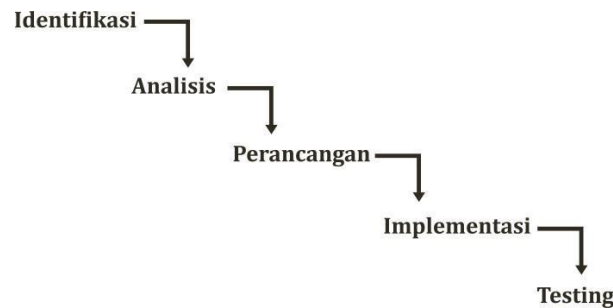 Identifikasi
Analisis
Perancangan
Implementasi
Testing